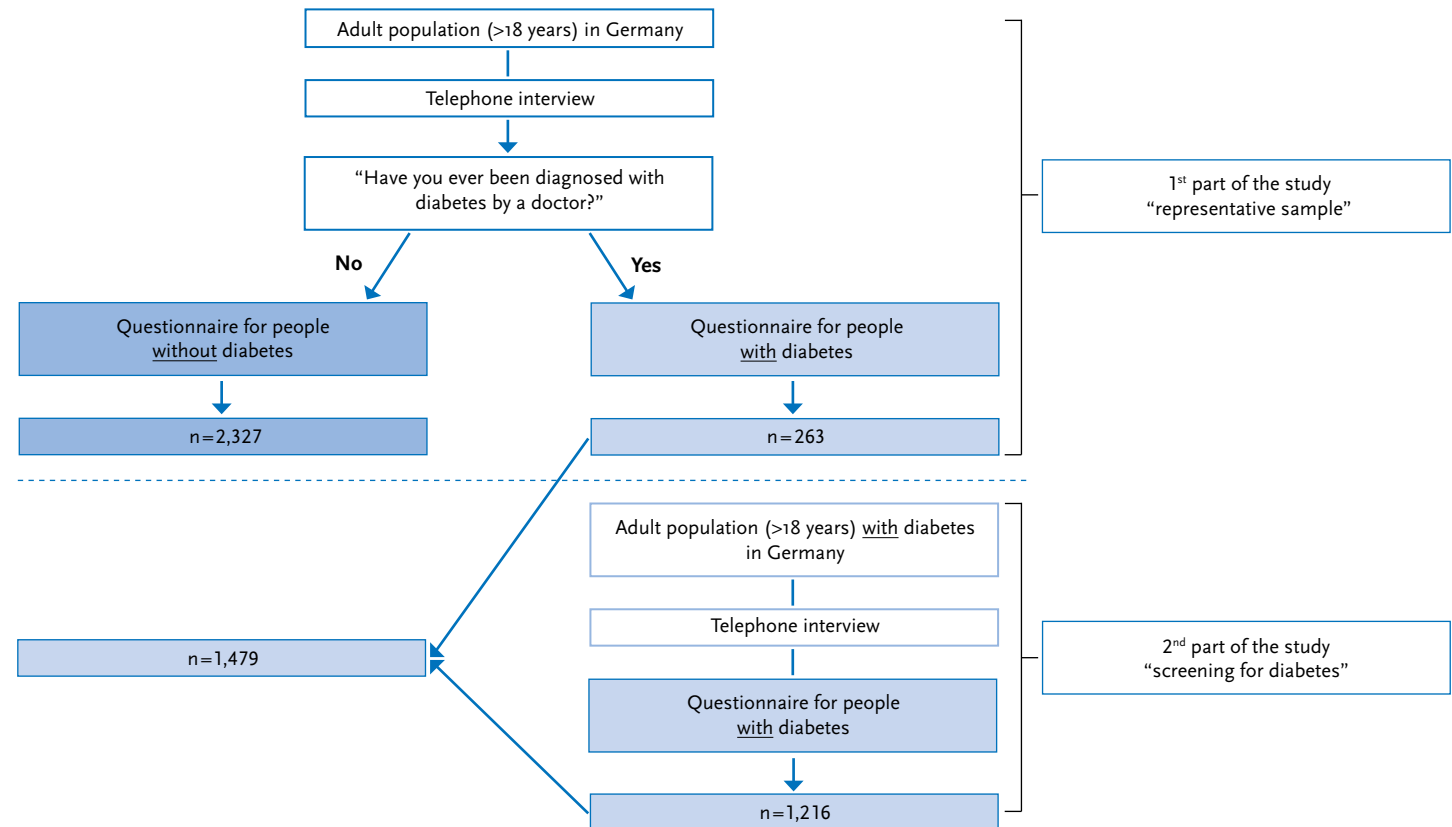 Adult population (>18 years) in Germany
Telephone interview
“Have you ever been diagnosed with
diabetes by a doctor?”
1st part of the study
“representative sample”
No
Yes
Questionnaire for people
without diabetes
Questionnaire for people
with diabetes
n=2,327
n=263
Adult population (>18 years) with diabetes
in Germany
Telephone interview
n=1,479
2nd part of the study
“screening for diabetes”
Questionnaire for people
with diabetes
n=1,216